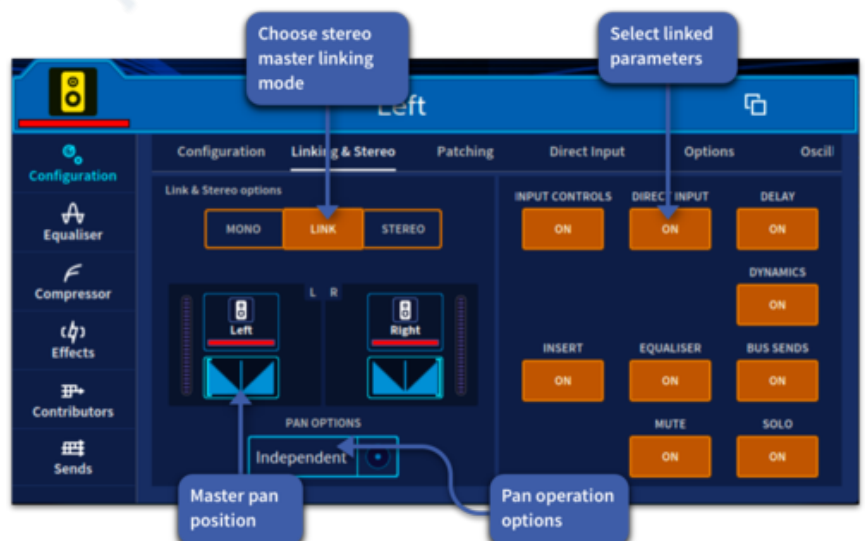 Choose stereo
master linking
mode
Select linked
parameters
Left
Configuration
Equaliser
Compressor
Effects
Contributors
Sends
Configuration Linking & Stereo Patching Direct Input Options Oscill
Link & Stereo options
MONO LINK STEREO
L R
Left Right
PAN OPTIONS
Independent
INPUT CONTROLS DIRECT INPUT DELAY
ON ON ON
DYNAMICS
ON
INSERT EQUALISER BUS SENDS
ON ON ON
MUTE SOLO
ON ON
Master pan
position
Pan operation
options